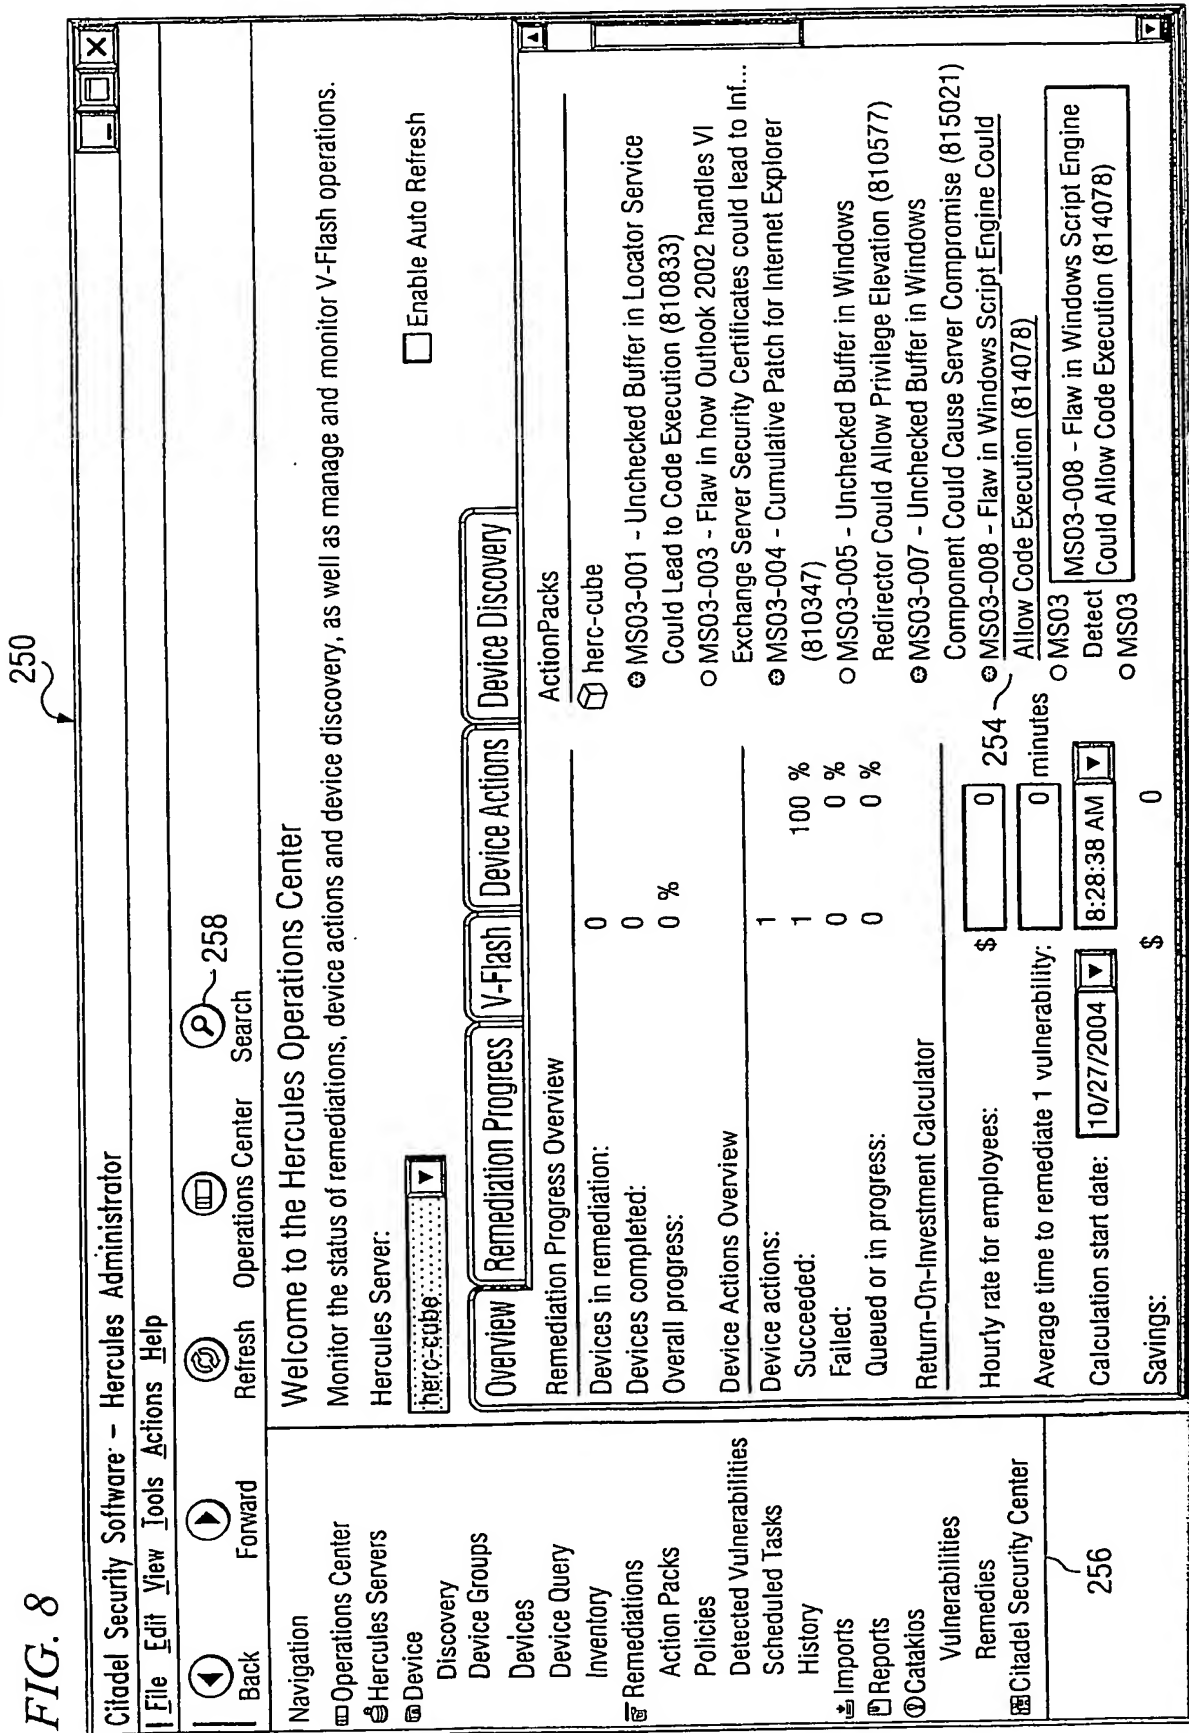 FIG. 8
250
Citadel Security Software - Hercules Administrator
File Edit View Tools Actions Help
Back
Forward
Refresh
Operations Center
Search
258
Navigation
Operations Center
Hercules Servers
Device
Discovery
Device Groups
Devices
Device Query
Inventory
Remediations
Action Packs
Policies
Detected Vulnerabilities
Scheduled Tasks
History
Imports
Reports
Catakios
Vulnerabilities
Remedies
Citadel Security Center
256
Welcome to the Hercules Operations Center
Monitor the status of remediations, device actions and device discovery, as well as manage and monitor V-Flash operations.
Hercules Server:
herc-cube
Enable Auto Refresh
Overview
Remediation Progress
V-Flash
Device Actions
Device Discovery
Remediation Progress Overview
Devices in remediation: 0
Devices completed: 0
Overall progress: 0 %
Device Actions Overview
Device actions: 1
Succeeded: 1 100 %
Failed: 0 0 %
Queued or in progress: 0 0 %
Return-On-Investment Calculator
Hourly rate for employees: $ 0
Average time to remediate 1 vulnerability: 0 minutes
Calculation start date: 10/27/2004 8:28:38 AM
Savings: $ 0
ActionPacks
herc-cube
MS03-001 - Unchecked Buffer in Locator Service
Could Lead to Code Execution (810833)
MS03-003 - Flaw in how Outlook 2002 handles VI
Exchange Server Security Certificates could lead to Inf...
MS03-004 - Cumulative Patch for Internet Explorer
(810347)
MS03-005 - Unchecked Buffer in Windows
Redirector Could Allow Privilege Elevation (810577)
MS03-007 - Unchecked Buffer in Windows
Component Could Cause Server Compromise (815021)
254
MS03-008 - Flaw in Windows Script Engine Could
Allow Code Execution (814078)
MS03
Detect
MS03
MS03-008 - Flaw in Windows Script Engine
Could Allow Code Execution (814078)